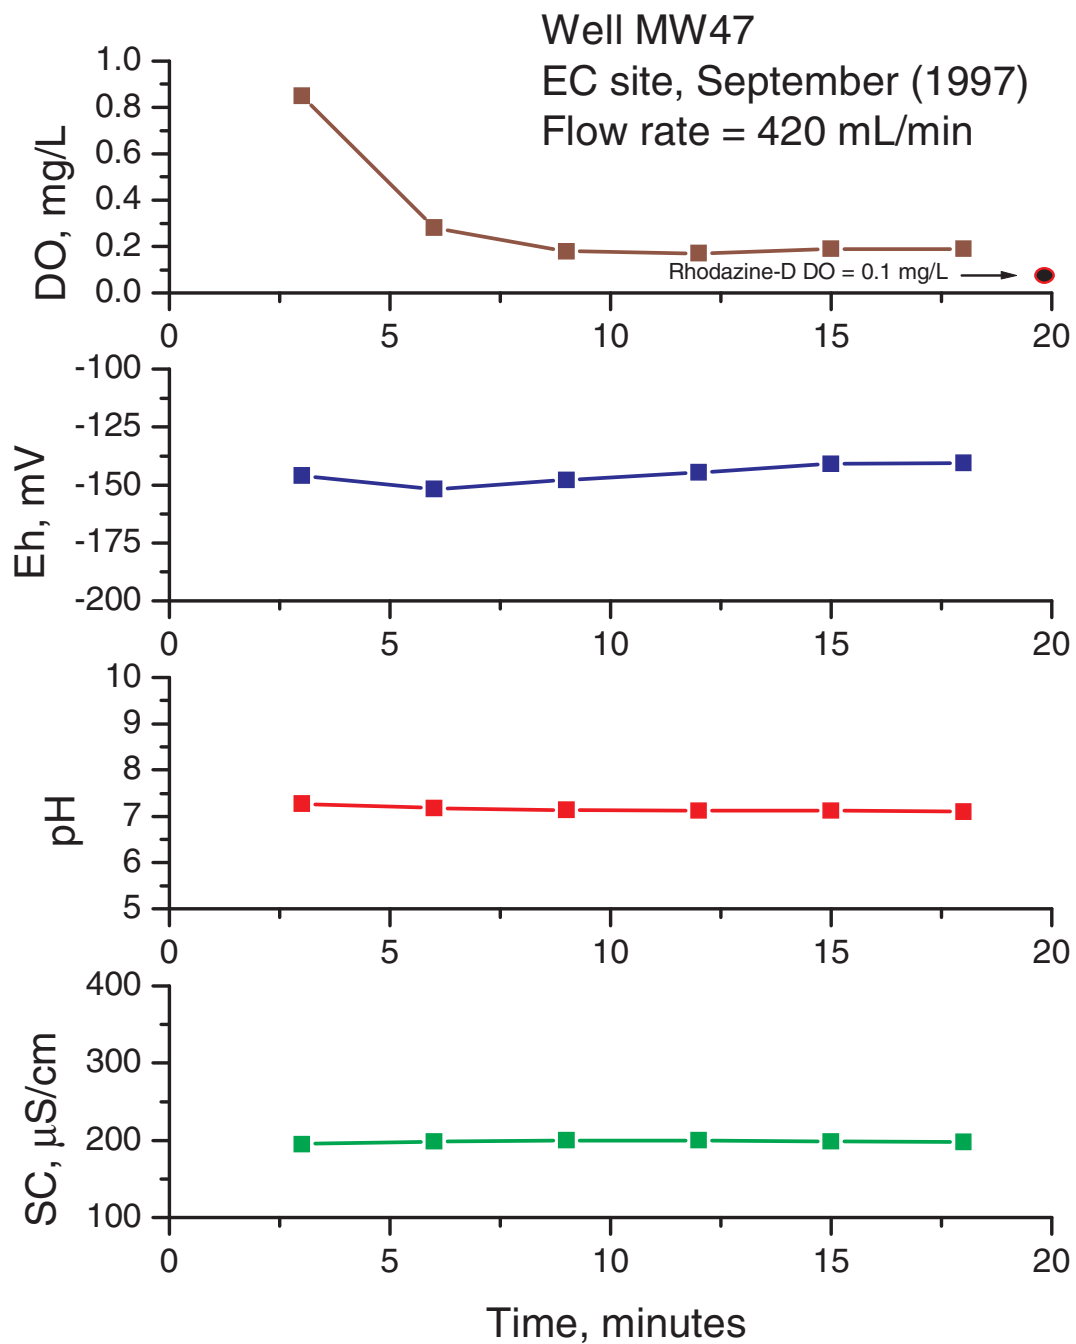 Well MW47
EC site, September (1997)
Flow rate = 420 mL/min
DO, mg/L
1.0
0.8
0.6
0.4
0.2
0.0
Rhodazine-D DO = 0.1 mg/L
0 5 10 15 20
Eh, mV
-100
-125
-150
-175
-200
0 5 10 15 20
pH
10
9
8
7
6
5
0 5 10 15 20
SC, μS/cm
400
300
200
100
0 5 10 15 20
Time, minutes